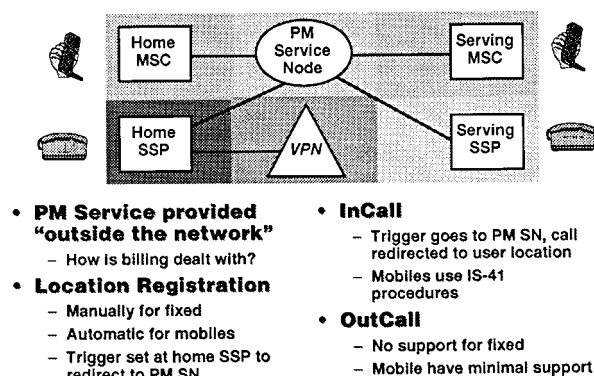 Home
MSC
PM
Service
Node
Serving
MSC
Home
SSP
VPN
Serving
SSP
• PM Service provided
"outside the network"
– How is billing dealt with?
• Location Registration
– Manually for fixed
– Automatic for mobiles
– Trigger set at home SSP to
redirect to PM SN
• InCall
– Trigger goes to PM SN, call
redirected to user location
– Mobiles use IS-41
procedures
• OutCall
– No support for fixed
– Mobile have minimal support